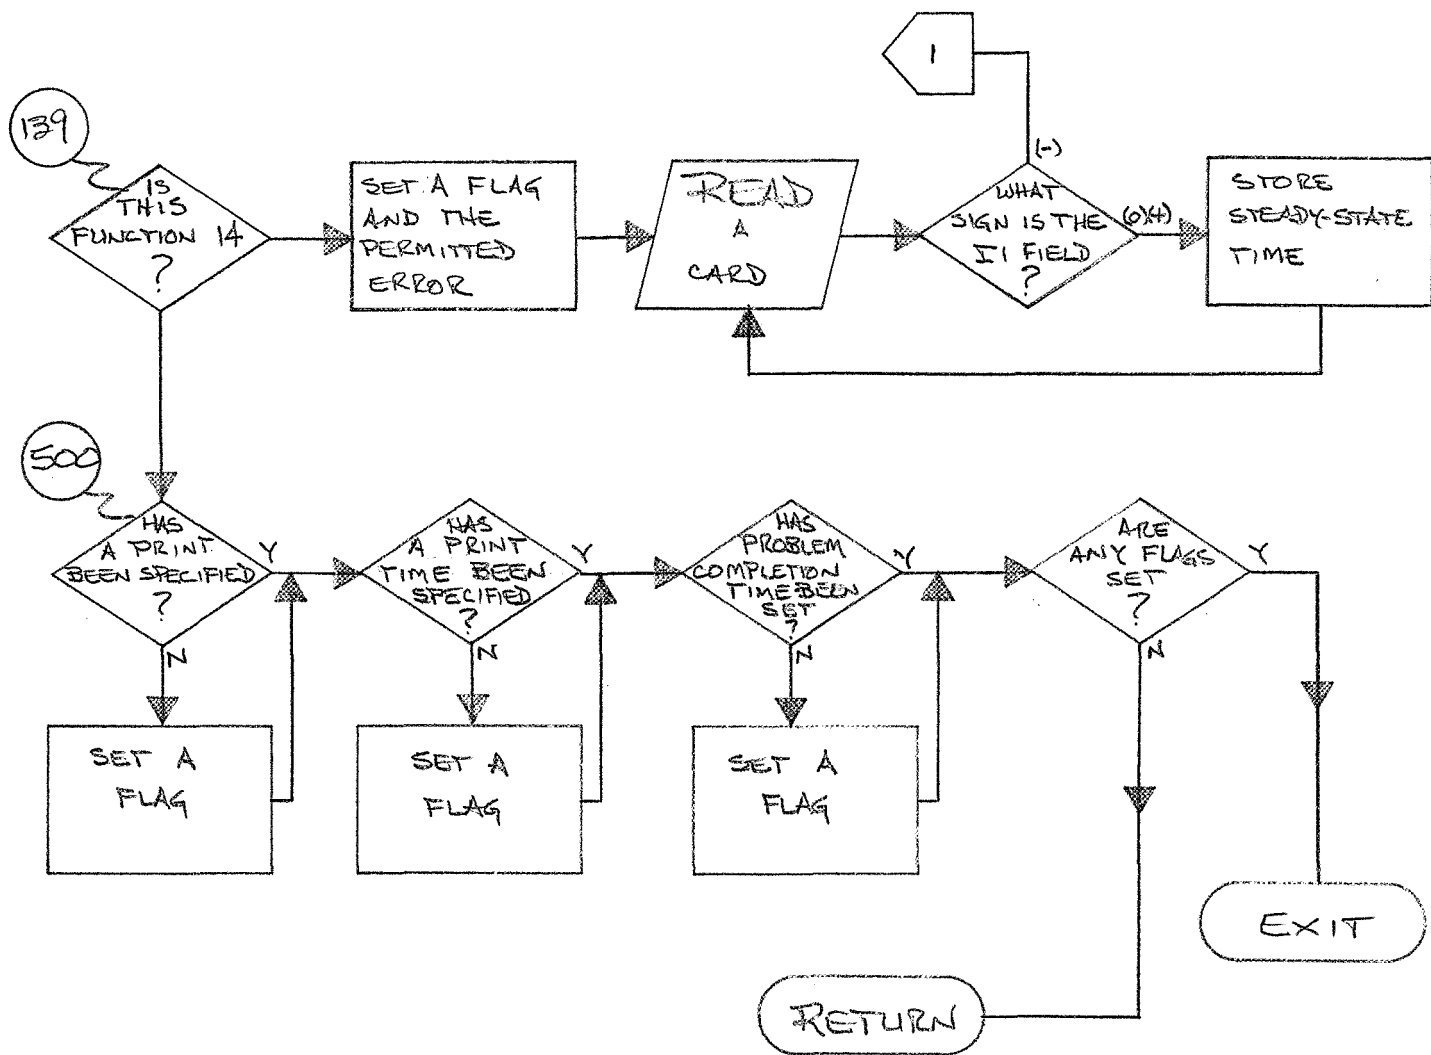 1
139
IS
THIS
FUNCTION 14
?
SET A FLAG
AND THE
PERMITTED
ERROR
READ
A
CARD
(-)
WHAT
SIGN IS THE
I1 FIELD
?
(0)(+)
STORE
STEADY-STATE
TIME
500
HAS
A PRINT
BEEN SPECIFIED
?
Y
N
SET A
FLAG
HAS
A PRINT
TIME BEEN
SPECIFIED
?
Y
N
SET A
FLAG
HAS
PROBLEM
COMPLETION
TIME BEEN
SET
?
Y
N
SET A
FLAG
ARE
ANY FLAGS
SET
?
Y
N
EXIT
RETURN